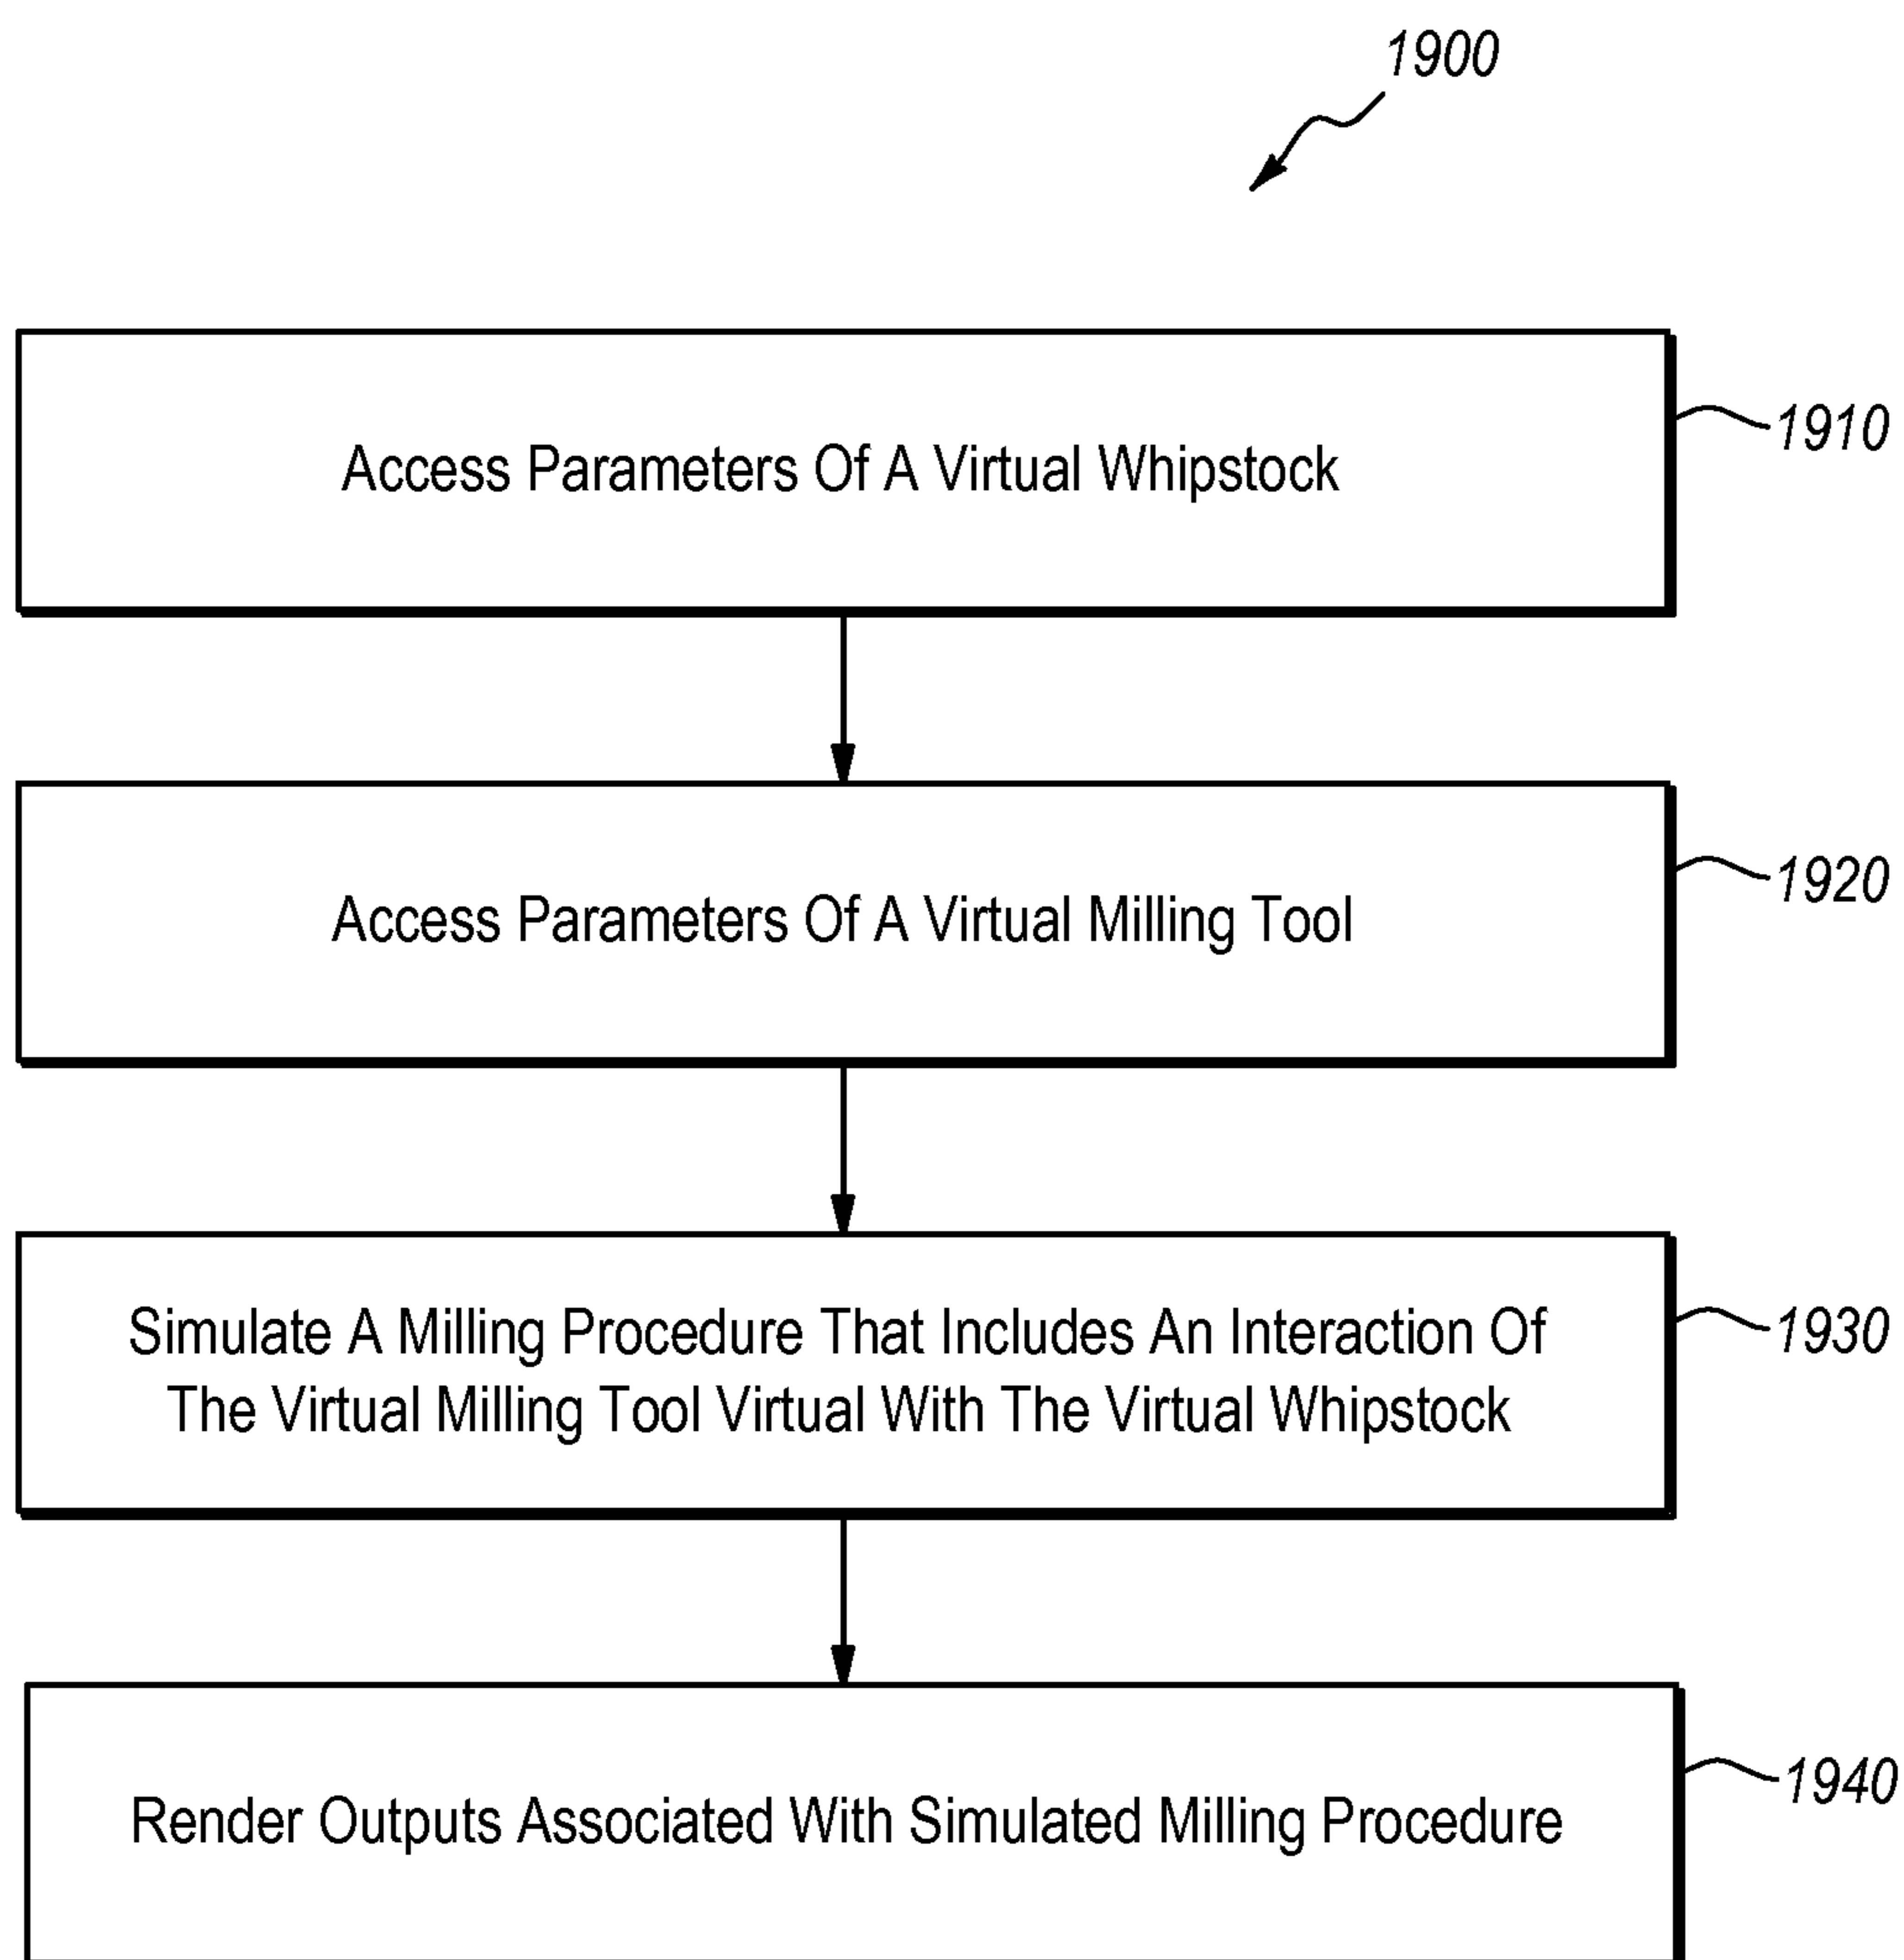 1900
Access Parameters Of A Virtual Whipstock
1910
Access Parameters Of A Virtual Milling Tool
1920
Simulate A Milling Procedure That Includes An Interaction Of
The Virtual Milling Tool Virtual With The Virtual Whipstock
1930
Render Outputs Associated With Simulated Milling Procedure
1940